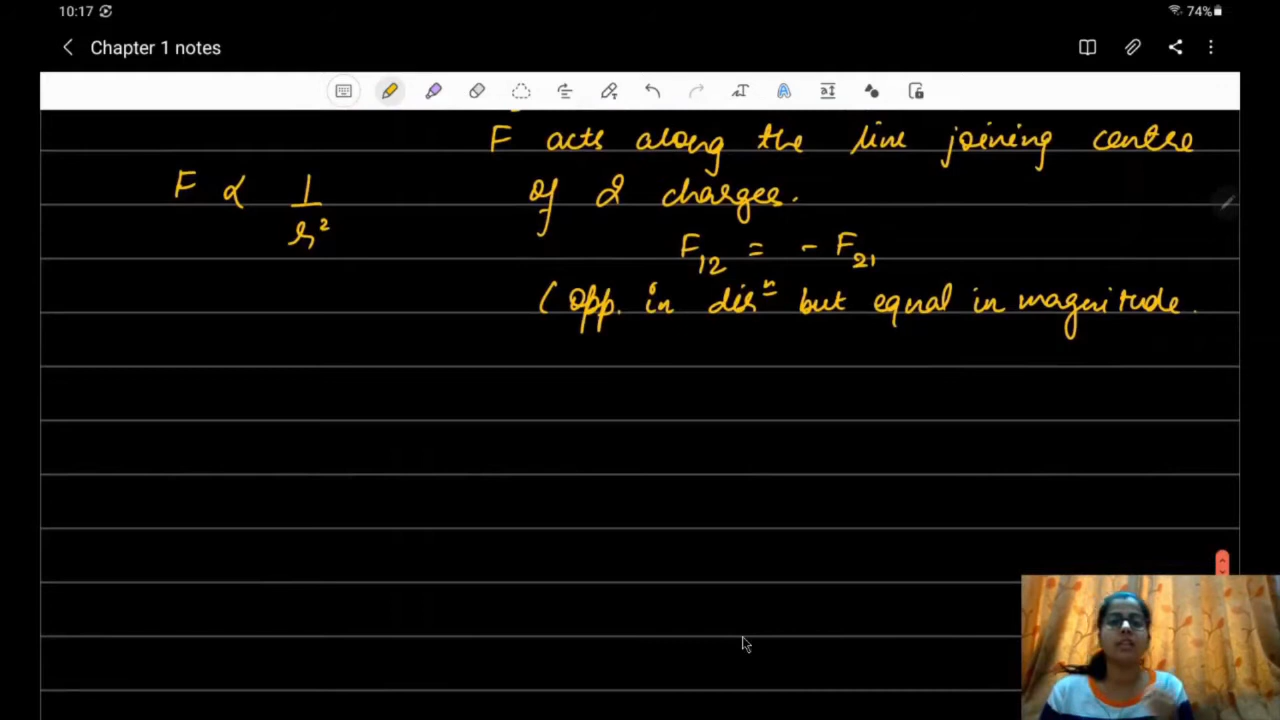 10:17 74%
Chapter 1 notes
F acts along the line joining centre
F ∝ 1/r² of 2 charges.
F₁₂ = - F₂₁
(opp. in dirⁿ but equal in magnitude.